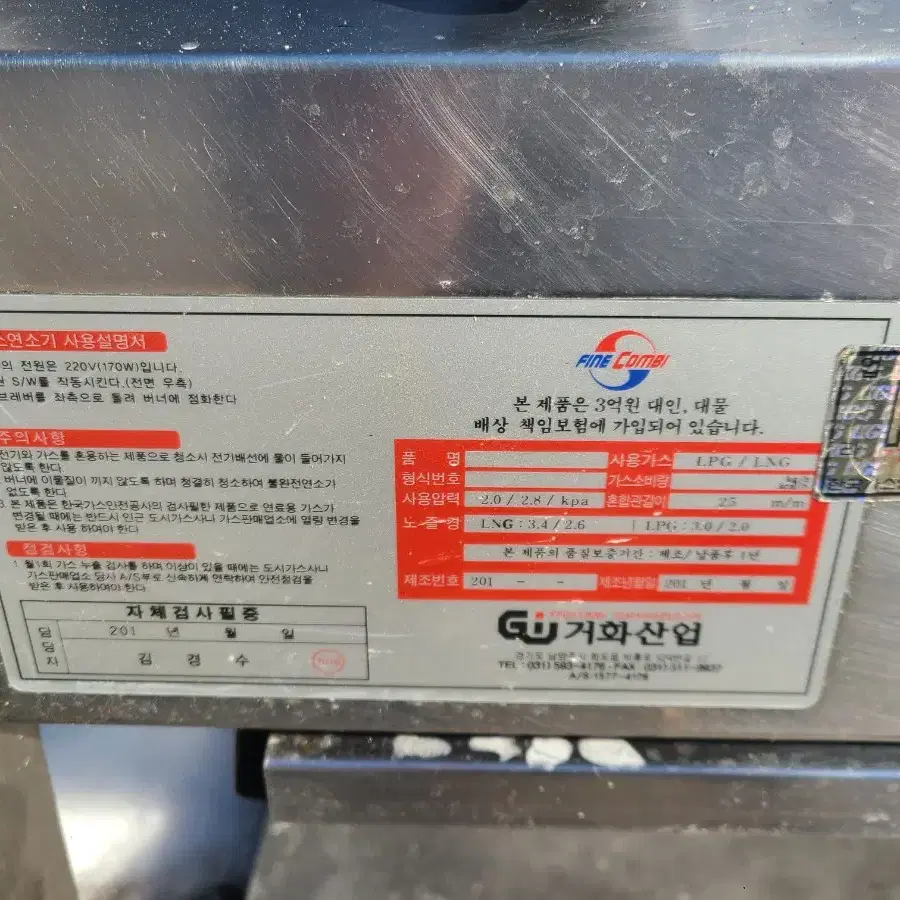 스연소기 사용설명서
의 전원은 220V(170W)입니다.
S/W를 작동시킨다.(전면 우측)
브레버를 좌측으로 돌려 버너에 점화한다
주의사항
전기와 가스를 혼용하는 제품으로 청소시 전기배선에 물이 들어가지
않도록 한다.
버너에 이물질이 끼지 않도록 하며 청결히 청소하여 불완전연소가
없도록 한다
3 본 제품은 한국가스안전공사의 검사필한 제품으로 연료용 가스가
변경될 때에는 반드시 인근 도시가스사나 가스판매업소에 열링 변경을
받은 후 사용 하여야 한다
점검사항
1 월1회 가스 누출 검사를 하며 이상이 있을 때에는 도시가스사나
가스판매업소 당사 A/S부로 신속하게 연락하여 안전점검을
받은 후 사용하여야 한다.
자체검사필증
담당자
201 년 월 일
김경수
FINE COMBI
본 제품은 3억원 대인, 대물
배상 책임보험에 가입되어 있습니다.
품 명 사용가스 LPG / LNG
형식번호 가스소비량
사용압력 2.0 / 2.8 / kpa 혼합관길이 25 m/m
노즐경 LNG : 3.4 / 2.6 LPG : 3.0 / 2.0
본 제품의 품질보증기간 : 제조/납품후 1년
제조번호 201 - - 제조년월일 201 년 월 일
거화산업
TEL : (031) 593-4176
A/S : 1577-4176